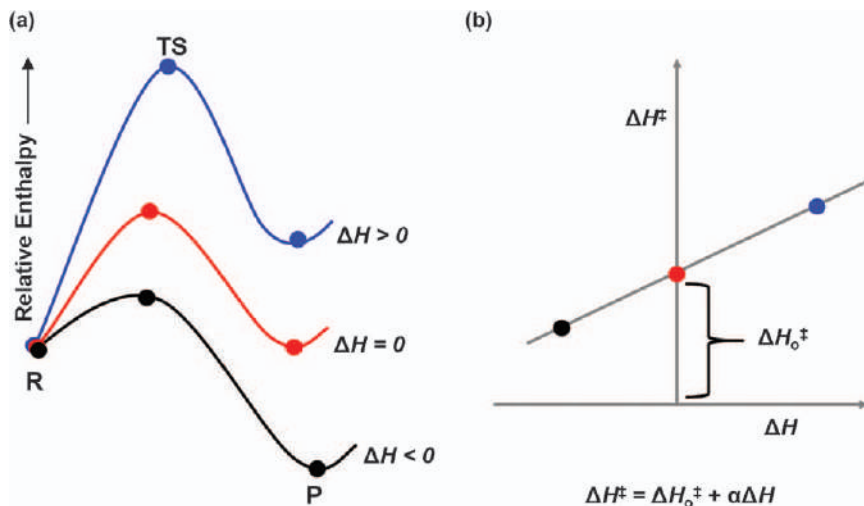 (a)
TS
Relative Enthalpy
ΔH > 0
ΔH = 0
R
ΔH < 0
P
(b)
ΔH‡
ΔHₒ‡
ΔH
ΔH‡ = ΔHₒ‡ + αΔH